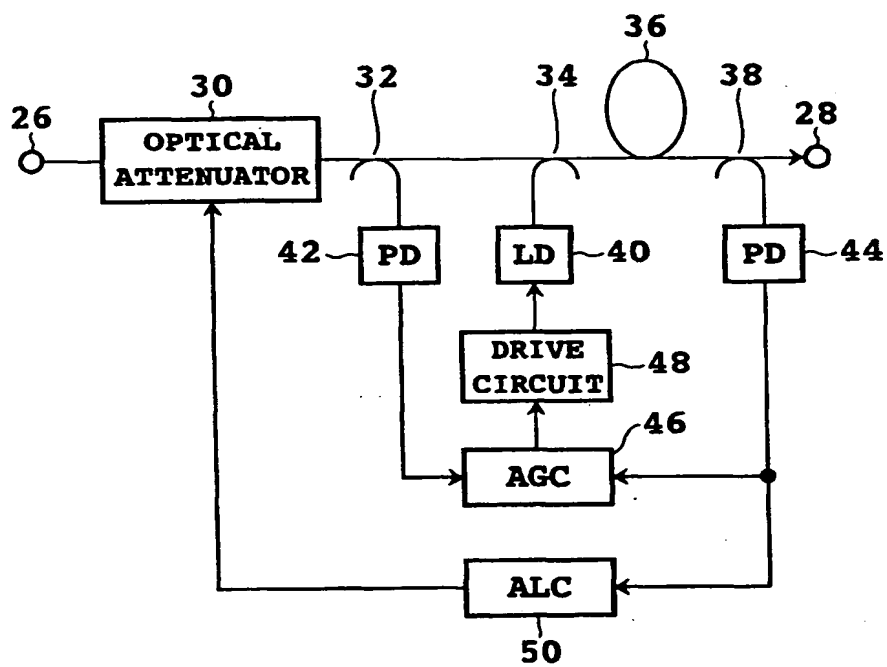 36
30
32
34
38
26
28
OPTICAL
ATTENUATOR
42
PD
LD
40
PD
44
DRIVE
CIRCUIT
48
46
AGC
ALC
50